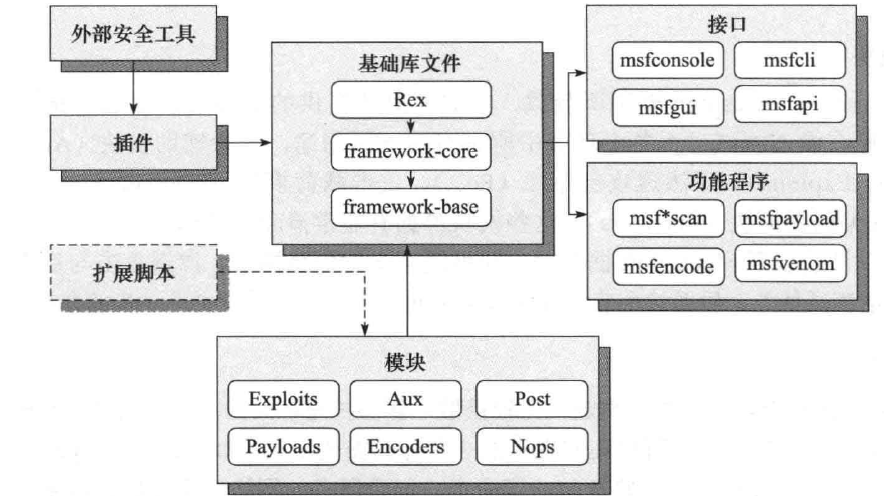 外部安全工具
插件
扩展脚本
基础库文件
Rex
framework-core
framework-base
接口
msfconsole
msfcli
msfgui
msfapi
功能程序
msf*scan
msfpayload
msfencode
msfvenom
模块
Exploits
Aux
Post
Payloads
Encoders
Nops